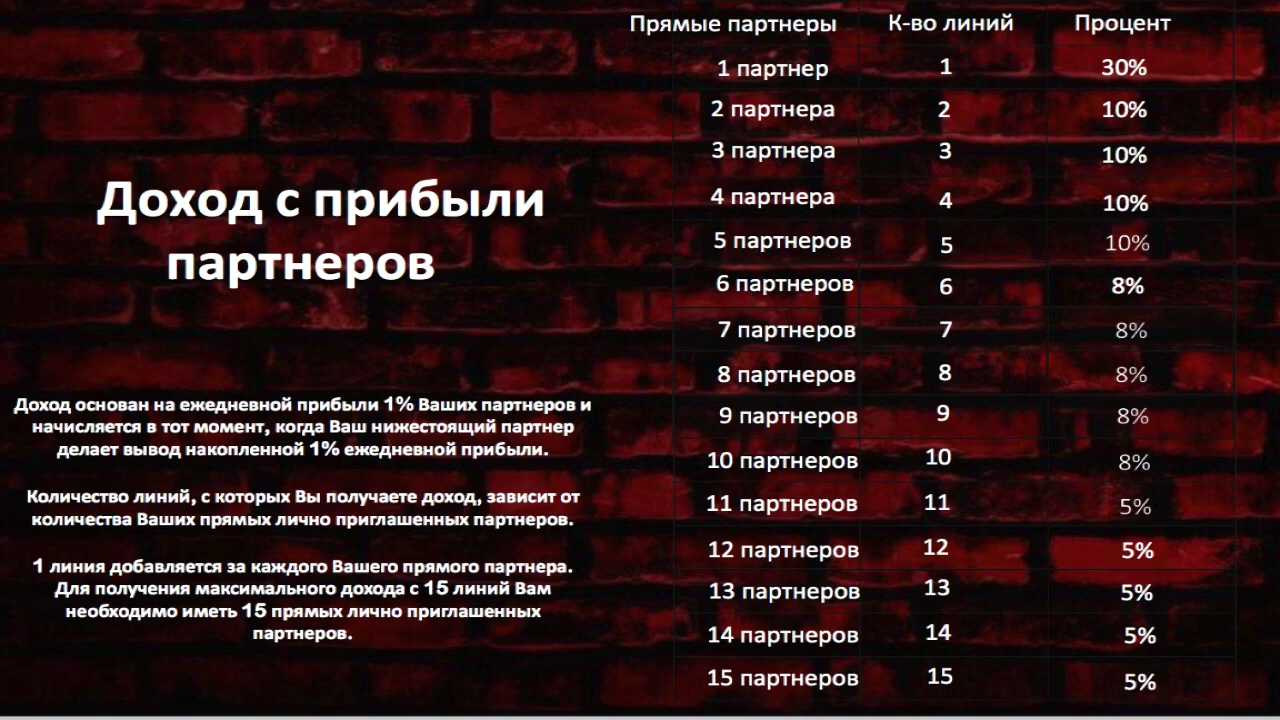 Доход с прибыли
партнеров
Доход основан на ежедневной прибыли 1% Ваших партнеров и
начисляется в тот момент, когда Ваш нижестоящий партнер
делает вывод накопленной 1% ежедневной прибыли.
Количество линий, с которых Вы получаете доход, зависит от
количества Ваших прямых лично приглашенных партнеров.
1 линия добавляется за каждого Вашего прямого партнера.
Для получения максимального дохода с 15 линий Вам
необходимо иметь 15 прямых лично приглашенных
партнеров.
Прямые партнеры К-во линий Процент
1 партнер 1 30%
2 партнера 2 10%
3 партнера 3 10%
4 партнера 4 10%
5 партнеров 5 10%
6 партнеров 6 8%
7 партнеров 7 8%
8 партнеров 8 8%
9 партнеров 9 8%
10 партнеров 10 8%
11 партнеров 11 5%
12 партнеров 12 5%
13 партнеров 13 5%
14 партнеров 14 5%
15 партнеров 15 5%